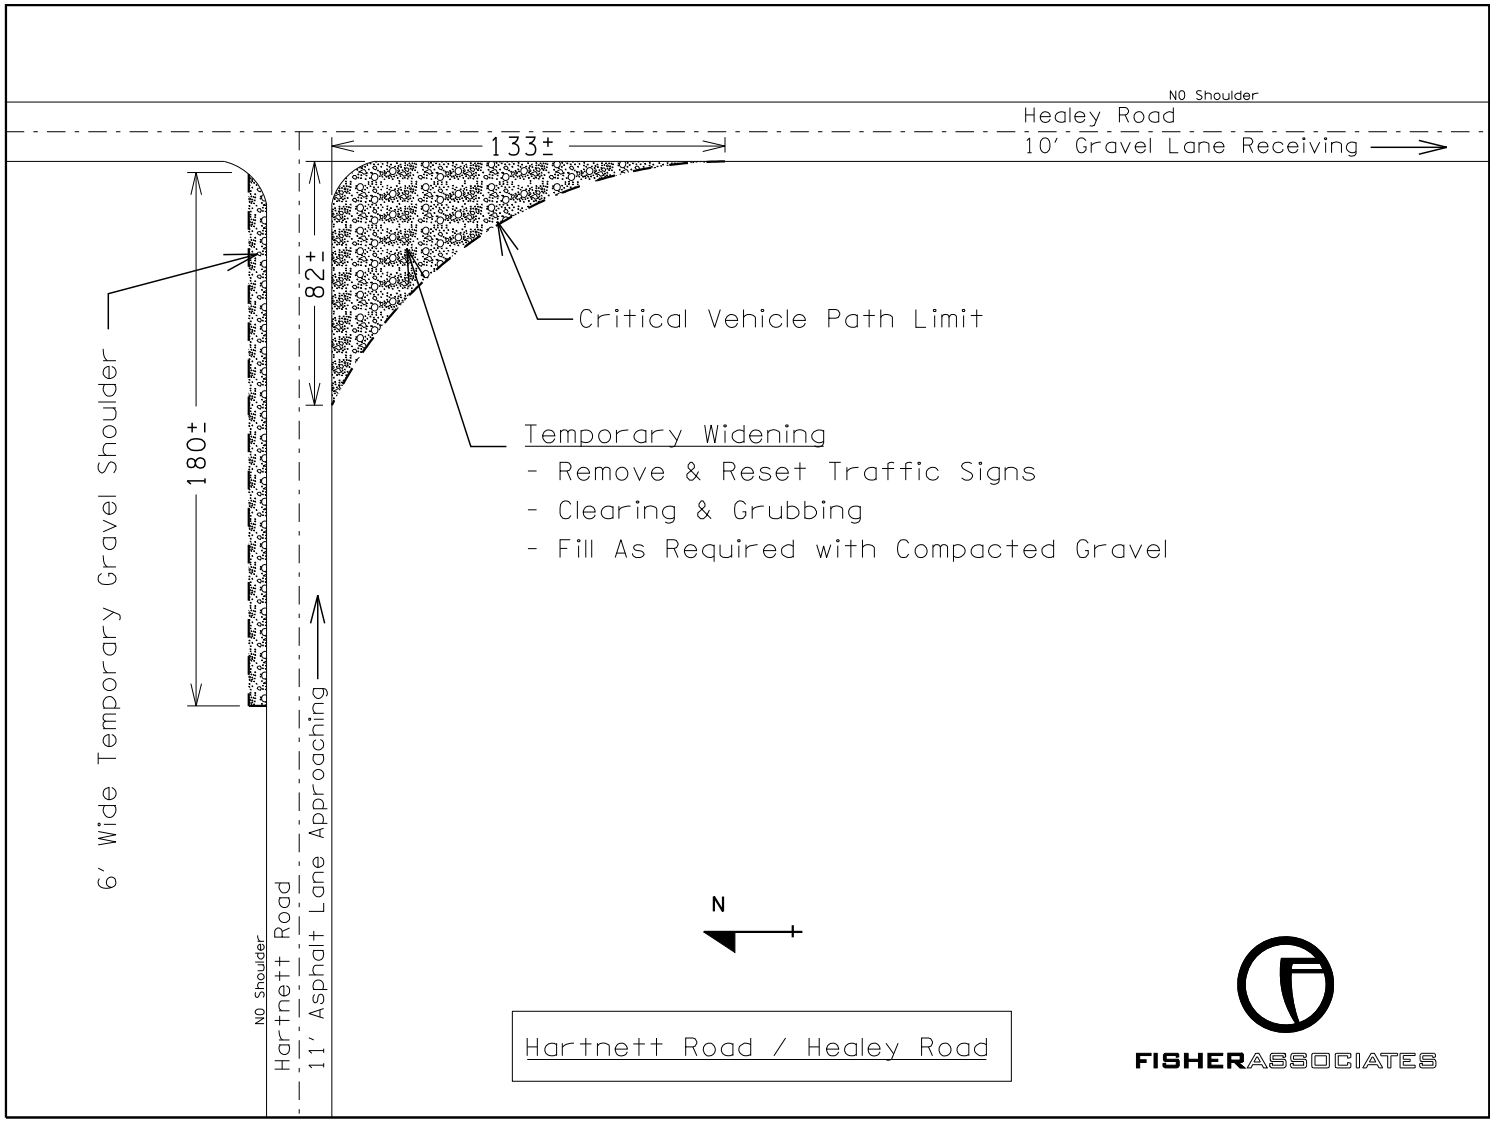 N0 Shoulder
Healey Road
10' Gravel Lane Receiving
133±
82±
180±
6' Wide Temporary Gravel Shoulder
Critical Vehicle Path Limit
Temporary Widening
- Remove & Reset Traffic Signs
- Clearing & Grubbing
- Fill As Required with Compacted Gravel
N0 Shoulder
Hartnett Road
11' Asphalt Lane Approaching
N
Hartnett Road / Healey Road
FISHERASSOCIATES